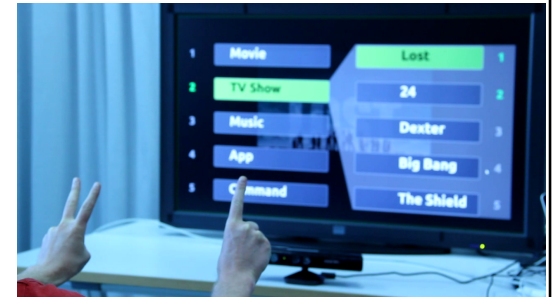 1 Movie
2 TV Show
3 Music
4 App
5 Command
Lost 1
24 2
Dexter 3
Big Bang 4
The Shield 5